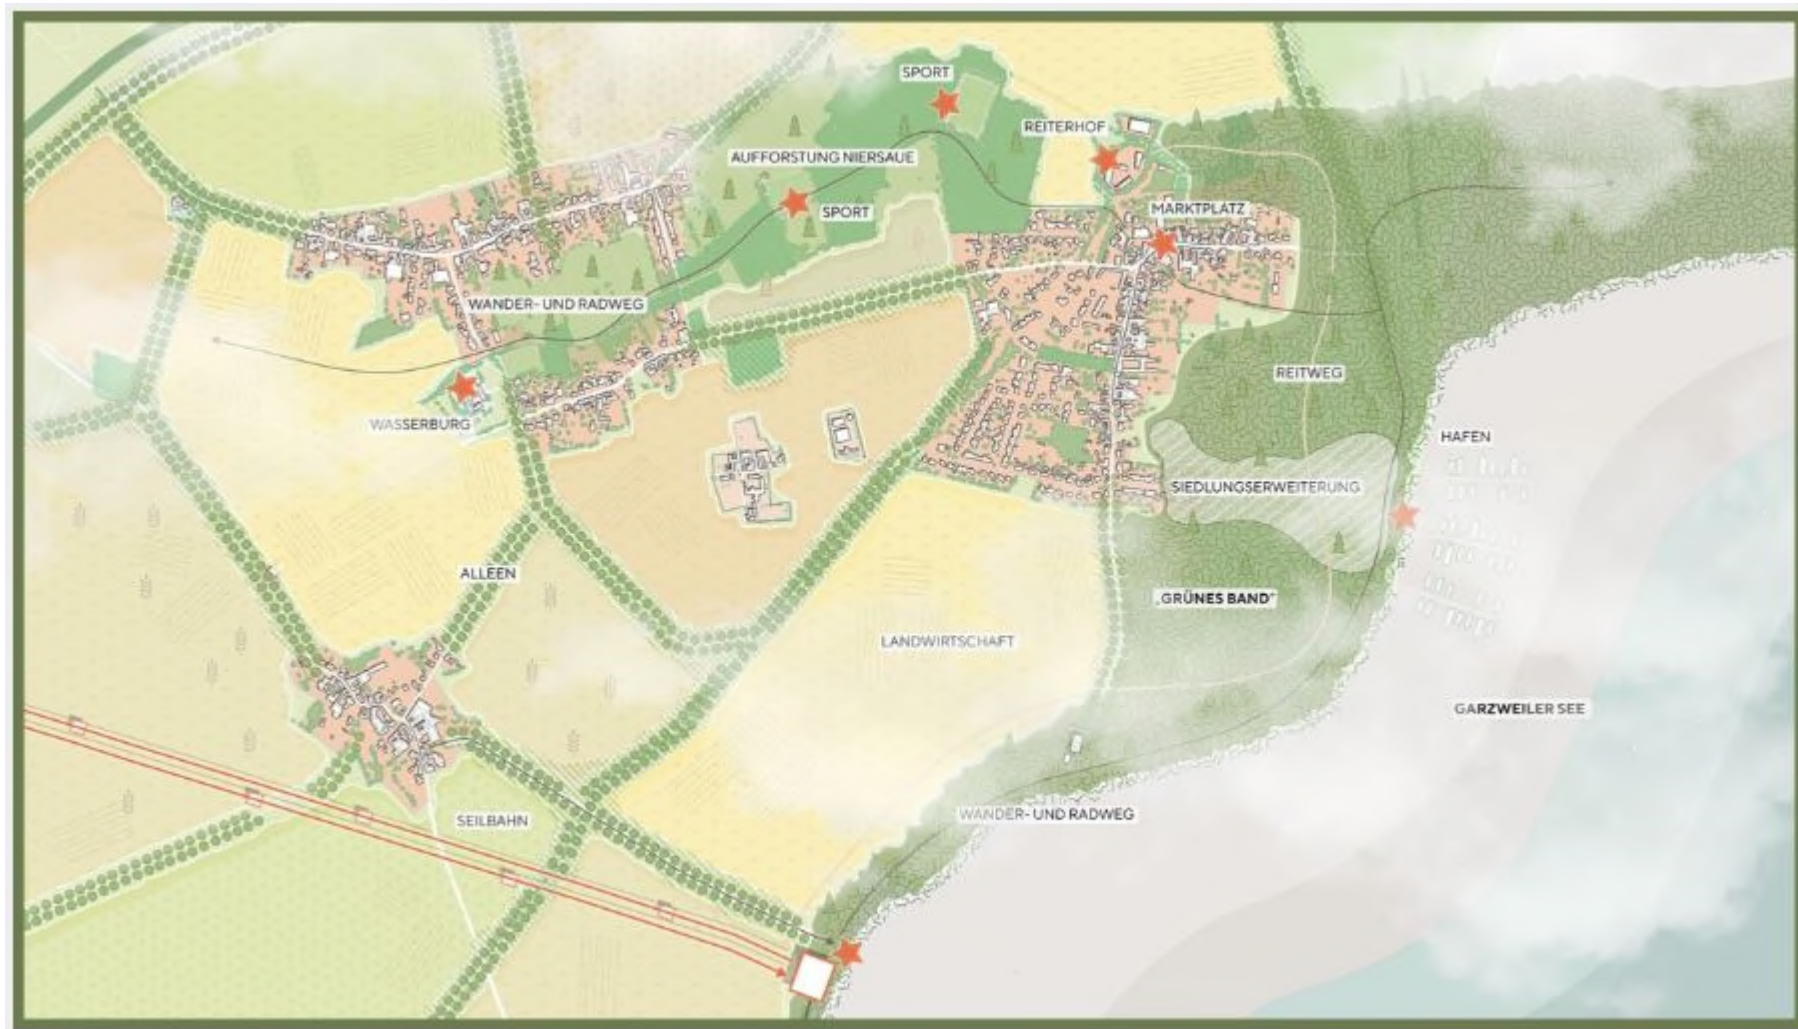 SPORT
REITERHOF
AUFFORSTUNG NIERSAUE
SPORT
MARKTPLATZ
WANDER- UND RADWEG
REITWEG
WASSERBURG
HAFEN
SIEDLUNGSERWEITERUNG
ALLEEN
„GRÜNES BAND"
LANDWIRTSCHAFT
GARZWEILER SEE
WANDER- UND RADWEG
SEILBAHN